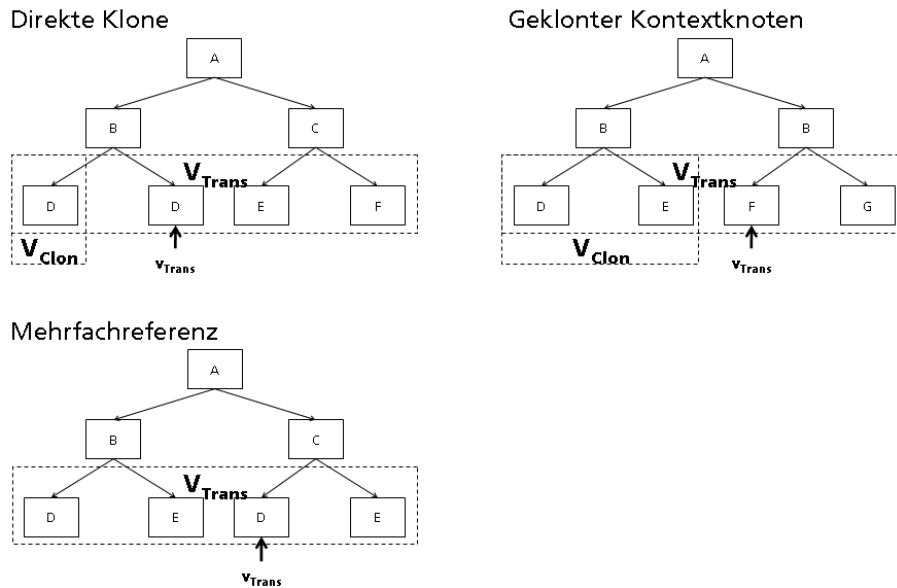 Direkte Klone
A
B
C
V_Trans
D
D
E
F
V_Clon
v_Trans
Geklonter Kontextknoten
A
B
B
V_Trans
D
E
F
G
V_Clon
v_Trans
Mehrfachreferenz
A
B
C
V_Trans
D
E
D
E
v_Trans